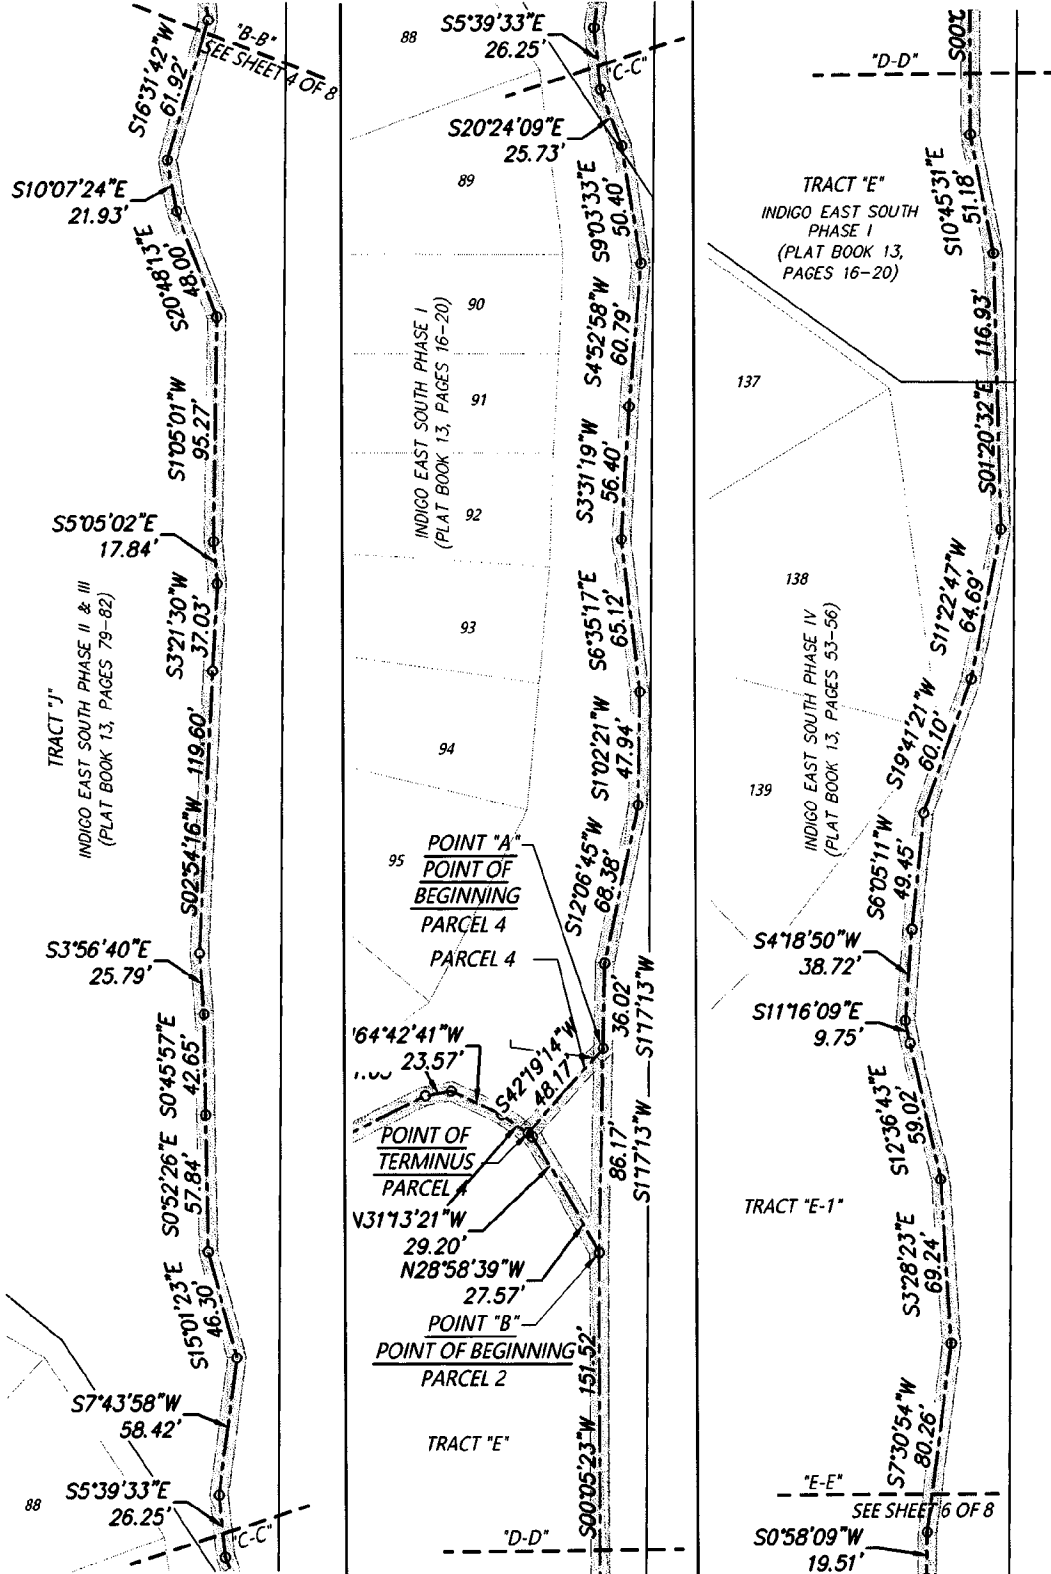 "B-B"
SEE SHEET 4 OF 8
S16°31'42"W
61.92'
S10°07'24"E
21.93'
S20°48'13"E
48.00'
S1°05'01"W
95.27'
S5°05'02"E
17.84'
S3°21'30"W
37.03'
TRACT "J"
INDIGO EAST SOUTH PHASE II & III
(PLAT BOOK 13, PAGES 79-82)
S02°54'16"W 119.60'
S3°56'40"E
25.79'
S0°45'57"E
42.65'
S0°52'26"E
57.84'
S15°01'23"E
46.30'
S7°43'58"W
58.42'
S5°39'33"E
26.25'
88
"C-C"
88
S5°39'33"E
26.25'
"C-C"
S20°24'09"E
25.73'
89
S9°03'33"E
50.40'
90
S4°52'58"W
60.79'
INDIGO EAST SOUTH PHASE I
(PLAT BOOK 13, PAGES 16-20)
91
S3°31'19"W
56.40'
92
93
S6°35'17"E
65.12'
94
S1°02'21"W
47.94'
95
POINT "A"
POINT OF
BEGINNING
PARCEL 4
S12°06'45"W
68.38'
PARCEL 4
36.02'
S1°17'13"W
64°42'41"W
23.57'
S42°19'14"W
48.17'
POINT OF
TERMINUS
PARCEL 4
86.17'
S1°17'13"W
S1°17'13"W
31°13'21"W
29.20'
N28°58'39"W
27.57'
POINT "B"
POINT OF BEGINNING
PARCEL 2
TRACT "E"
S00°05'23"W 151.52'
"D-D"
"D-D"
TRACT "E"
INDIGO EAST SOUTH
PHASE I
(PLAT BOOK 13,
PAGES 16-20)
S10°45'31"E
51.18'
137
S01°20'32"E 116.93'
138
INDIGO EAST SOUTH PHASE IV
(PLAT BOOK 13, PAGES 53-56)
S11°22'47"W
64.69'
139
S19°41'21"W
60.10'
S6°05'11"W
49.45'
S4°18'50"W
38.72'
S11°16'09"E
9.75'
S12°36'43"E
59.02'
TRACT "E-1"
S3°28'23"E
69.24'
S7°30'54"W
80.26'
"E-E"
SEE SHEET 6 OF 8
S0°58'09"W
19.51'